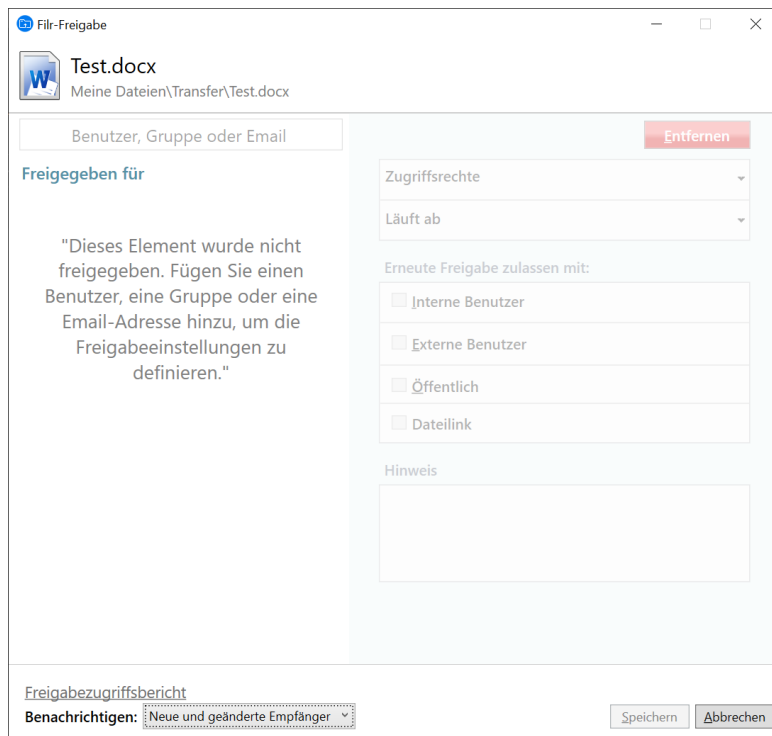 Filr-Freigabe
Test.docx
Meine Dateien\Transfer\Test.docx
Benutzer, Gruppe oder Email
Entfernen
Freigegeben für
"Dieses Element wurde nicht
freigegeben. Fügen Sie einen
Benutzer, eine Gruppe oder eine
Email-Adresse hinzu, um die
Freigabeeinstellungen zu
definieren."
Zugriffsrechte
Läuft ab
Erneute Freigabe zulassen mit:
Interne Benutzer
Externe Benutzer
Öffentlich
Dateilink
Hinweis
Freigabezugriffsbericht
Benachrichtigen: Neue und geänderte Empfänger
Speichern
Abbrechen